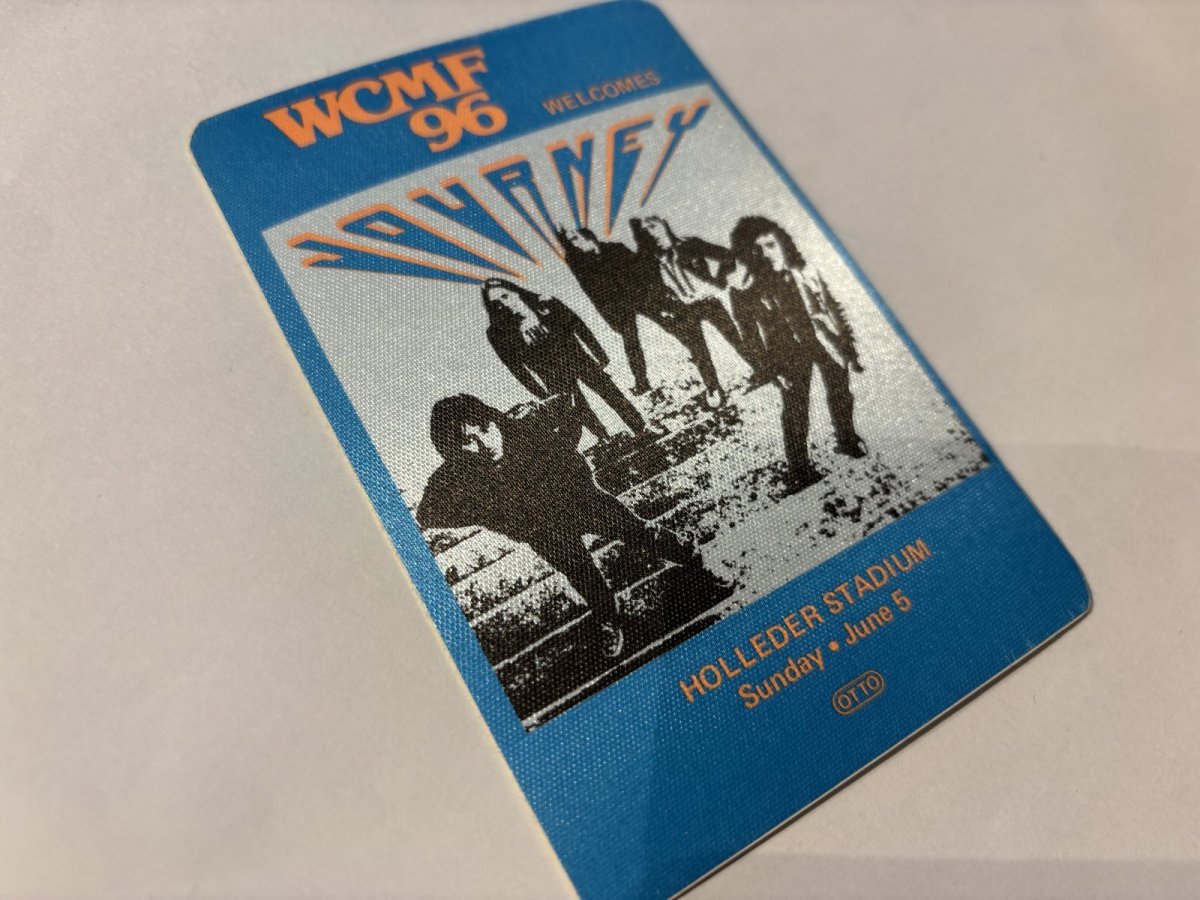 WCMF
96
WELCOMES
JOURNEY
HOLLEDER STADIUM
Sunday • June 5
OTTO